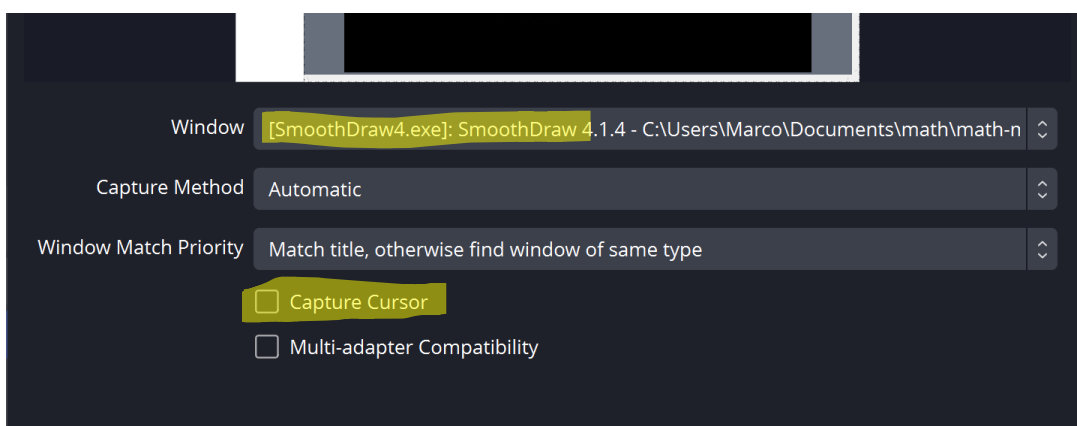 Window [SmoothDraw4.exe]: SmoothDraw 4.1.4 - C:\Users\Marco\Documents\math\math-n
Capture Method Automatic
Window Match Priority Match title, otherwise find window of same type
Capture Cursor
Multi-adapter Compatibility